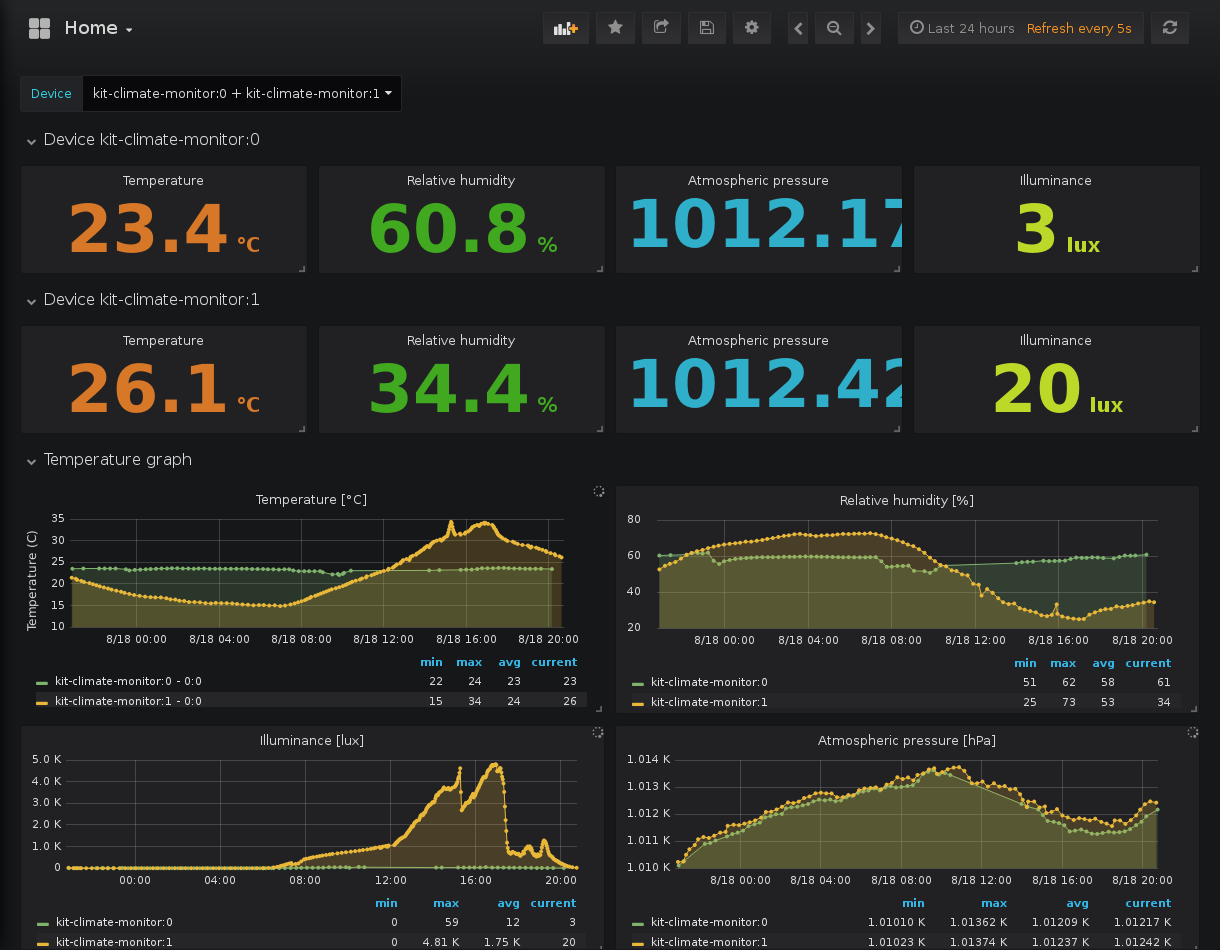 Home
Last 24 hours Refresh every 5s
Device kit-climate-monitor:0 + kit-climate-monitor:1
Device kit-climate-monitor:0
Temperature Relative humidity Atmospheric pressure Illuminance
23.4 °C 60.8 % 1012.17 3 lux
Device kit-climate-monitor:1
Temperature Relative humidity Atmospheric pressure Illuminance
26.1 °C 34.4 % 1012.42 20 lux
Temperature graph
Temperature [°C]
Temperature (C)
35
30
25
20
15
10
8/18 00:00 8/18 04:00 8/18 08:00 8/18 12:00 8/18 16:00 8/18 20:00
min max avg current
kit-climate-monitor:0 - 0:0 22 24 23 23
kit-climate-monitor:1 - 0:0 15 34 24 26
Relative humidity [%]
80
60
40
20
8/18 00:00 8/18 04:00 8/18 08:00 8/18 12:00 8/18 16:00 8/18 20:00
min max avg current
kit-climate-monitor:0 51 62 58 61
kit-climate-monitor:1 25 73 53 34
Illuminance [lux]
5.0 K
4.0 K
3.0 K
2.0 K
1.0 K
0
00:00 04:00 08:00 12:00 16:00 20:00
min max avg current
kit-climate-monitor:0 0 59 12 3
kit-climate-monitor:1 0 4.81 K 1.75 K 20
Atmospheric pressure [hPa]
1.014 K
1.013 K
1.012 K
1.011 K
1.010 K
8/18 00:00 8/18 04:00 8/18 08:00 8/18 12:00 8/18 16:00 8/18 20:00
min max avg current
kit-climate-monitor:0 1.01010 K 1.01362 K 1.01209 K 1.01217 K
kit-climate-monitor:1 1.01023 K 1.01374 K 1.01237 K 1.01242 K